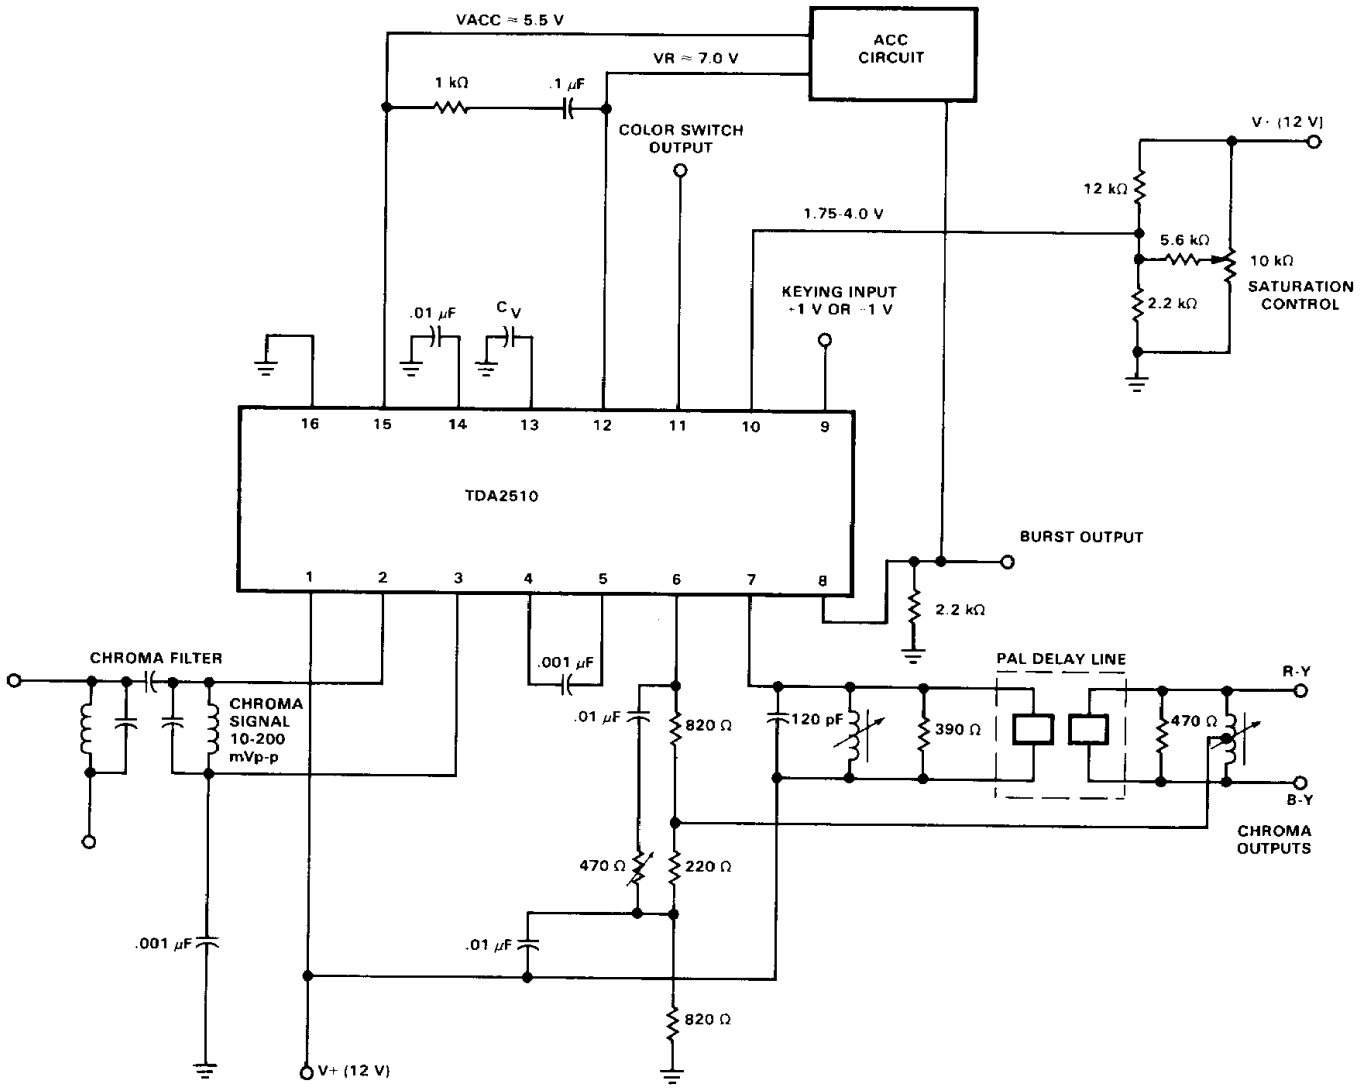 VACC ≈ 5.5 V
ACC
CIRCUIT
VR ≈ 7.0 V
1 kΩ
.1 μF
COLOR SWITCH
OUTPUT
V- (12 V)
12 kΩ
1.75-4.0 V
5.6 kΩ
10 kΩ
SATURATION
CONTROL
2.2 kΩ
KEYING INPUT
+1 V OR -1 V
.01 μF
CV
16 15 14 13 12 11 10 9
TDA2510
BURST OUTPUT
1 2 3 4 5 6 7 8
2.2 kΩ
CHROMA FILTER
.001 μF
PAL DELAY LINE
R-Y
CHROMA
SIGNAL
10-200
mVp-p
.01 μF
820 Ω
120 pF
390 Ω
470 Ω
B-Y
CHROMA
OUTPUTS
470 Ω
220 Ω
.001 μF
.01 μF
820 Ω
V+ (12 V)